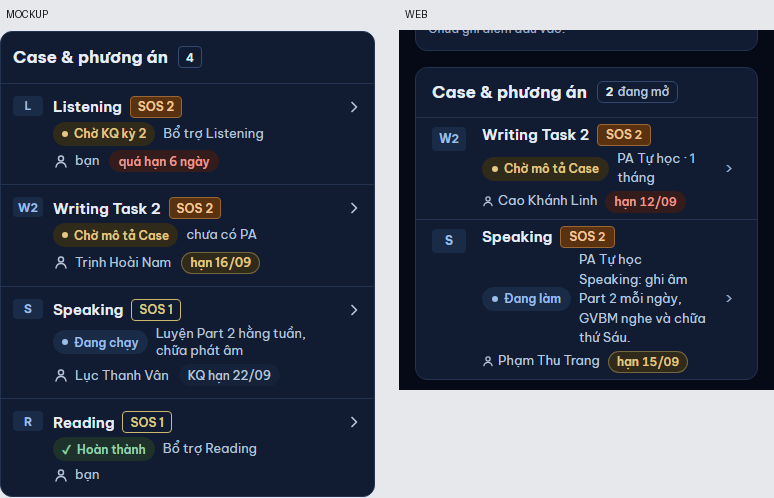 MOCKUP
Case & phương án 4
L Listening SOS 2
Chờ KQ kỳ 2 Bổ trợ Listening
bạn quá hạn 6 ngày
W2 Writing Task 2 SOS 2
Chờ mô tả Case chưa có PA
Trịnh Hoài Nam hạn 16/09
S Speaking SOS 1
Đang chạy Luyện Part 2 hằng tuần,
chữa phát âm
Lục Thanh Vân KQ hạn 22/09
R Reading SOS 1
✓ Hoàn thành Bổ trợ Reading
bạn
WEB
Case & phương án 2 đang mở
W2 Writing Task 2 SOS 2
Chờ mô tả Case PA Tự học · 1
tháng
Cao Khánh Linh hạn 12/09
S Speaking SOS 2
Đang làm PA Tự học
Speaking: ghi âm
Part 2 mỗi ngày,
GVBM nghe và chữa
thứ Sáu.
Phạm Thu Trang hạn 15/09